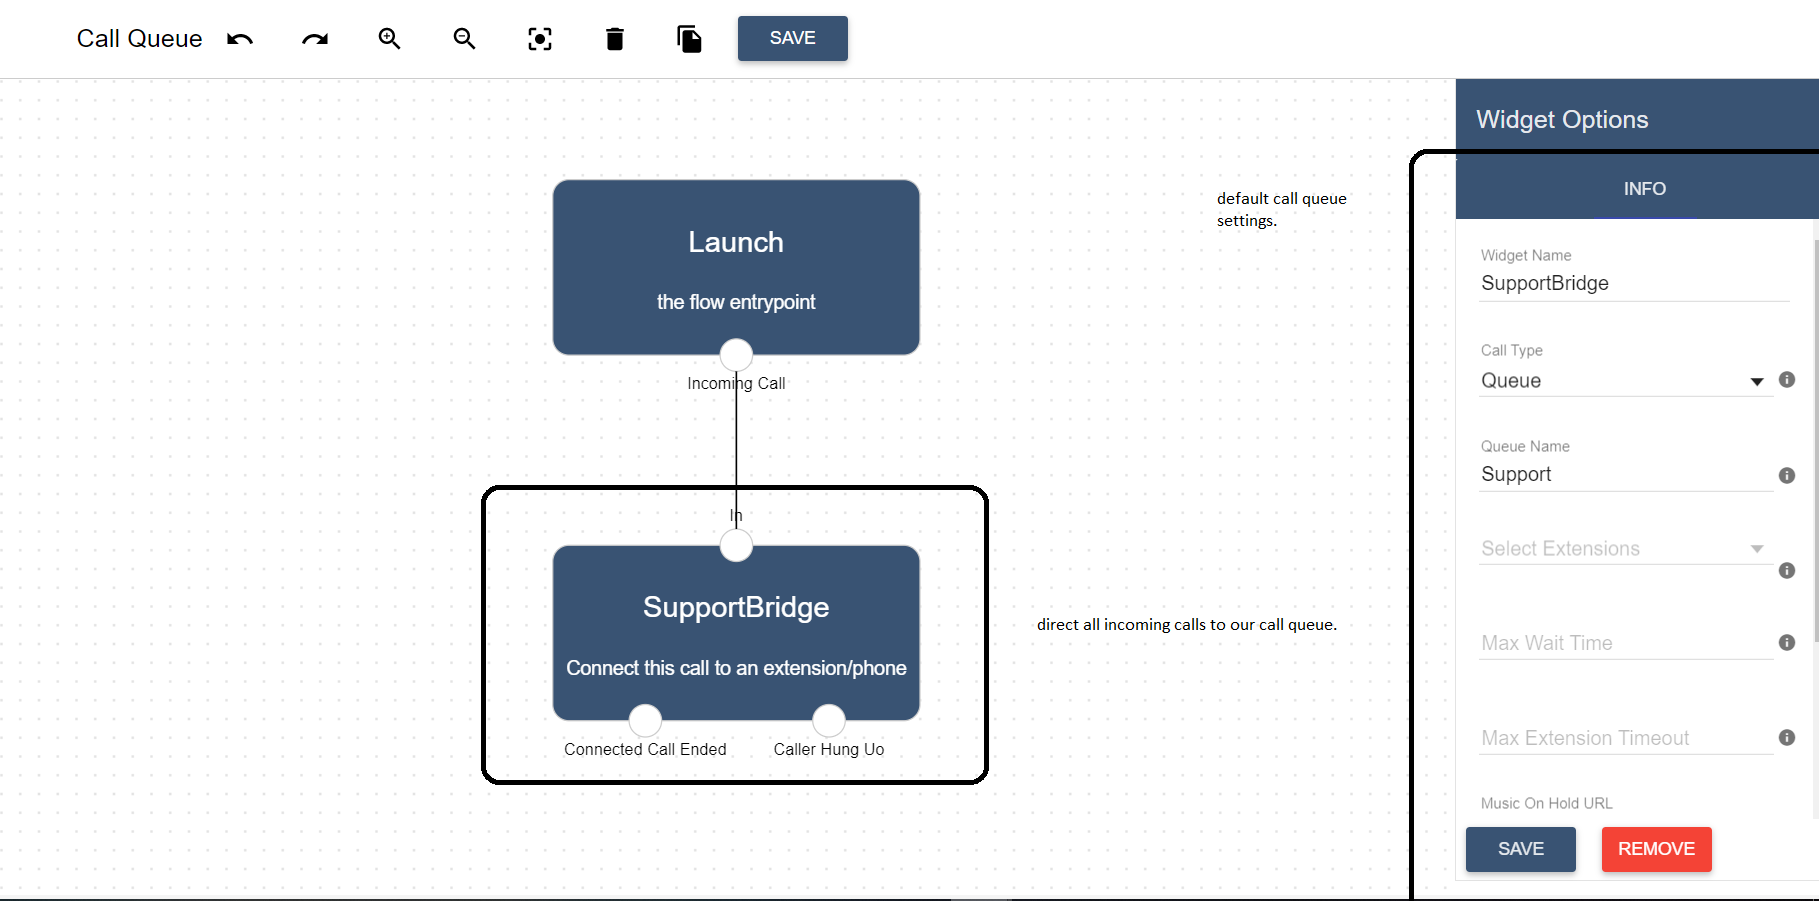 Call Queue
SAVE
Widget Options
INFO
default call queue
settings.
Launch
the flow entrypoint
Incoming Call
In
SupportBridge
Connect this call to an extension/phone
Connected Call Ended
Caller Hung Uo
direct all incoming calls to our call queue.
Widget Name
SupportBridge
Call Type
Queue
Queue Name
Support
Select Extensions
Max Wait Time
Max Extension Timeout
Music On Hold URL
SAVE
REMOVE